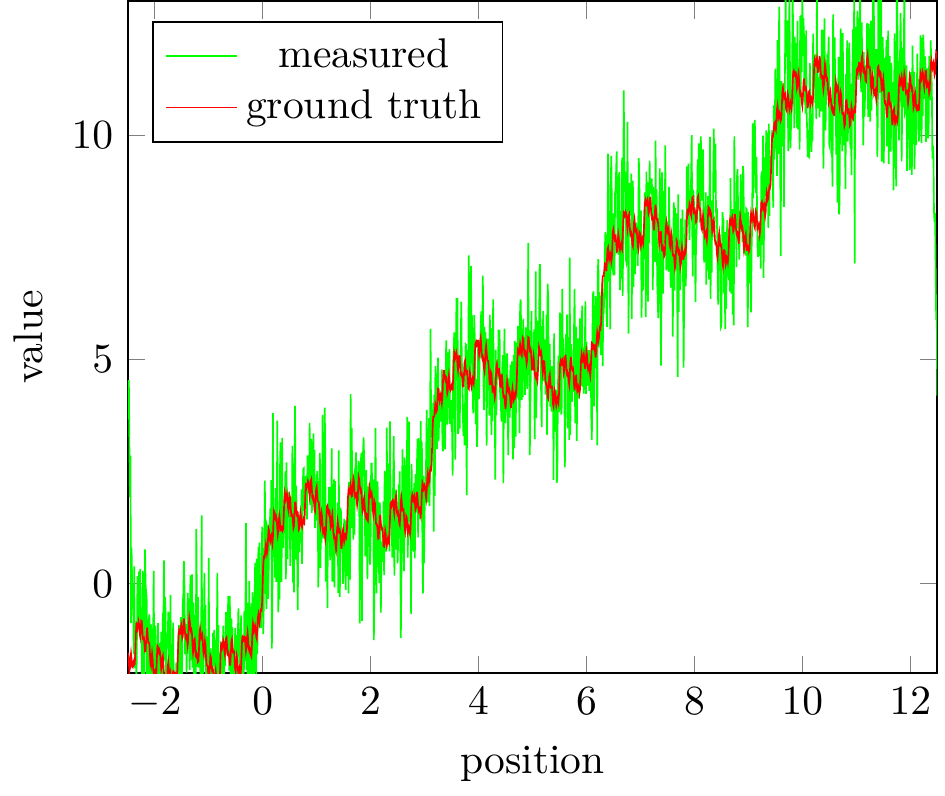 measured
ground truth
10
5
0
value
−2 0 2 4 6 8 10 12
position